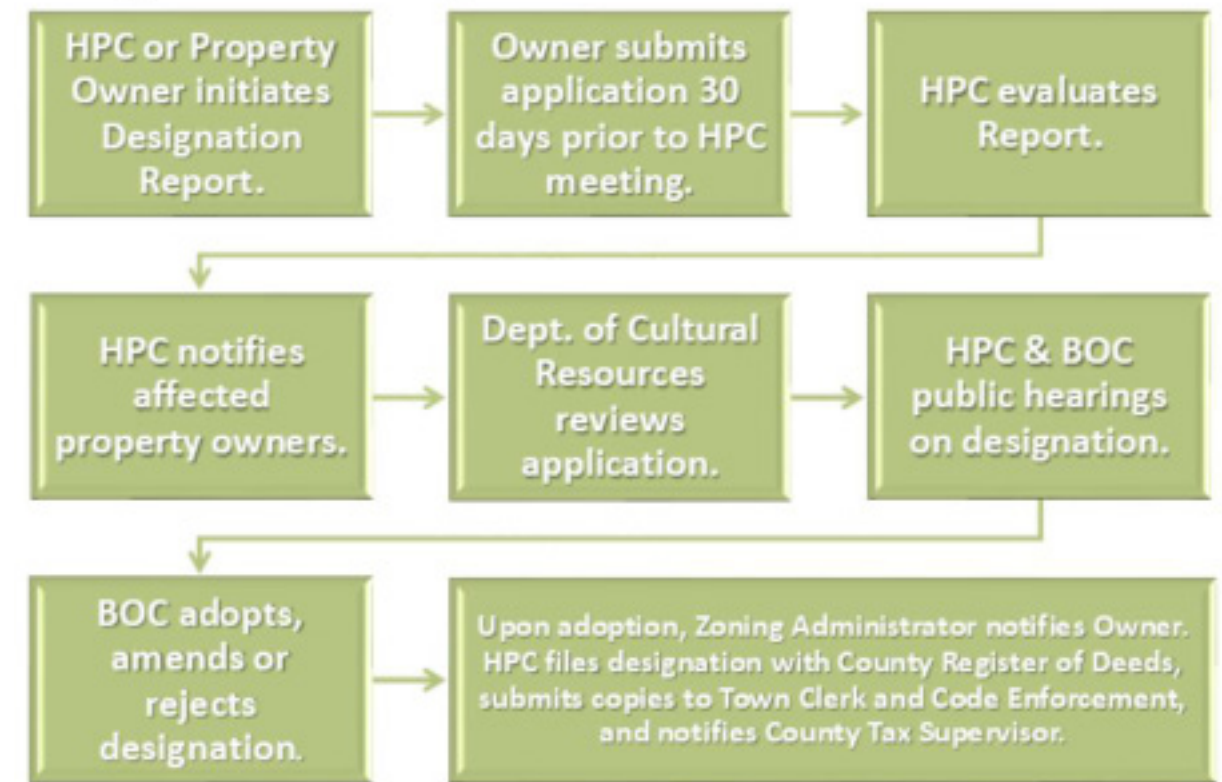 HPC or Property
Owner initiates
Designation
Report.
Owner submits
application 30
days prior to HPC
meeting.
HPC evaluates
Report.
HPC notifies
affected
property owners.
Dept. of Cultural
Resources
reviews
application.
HPC & BOC
public hearings
on designation.
BOC adopts,
amends or
rejects
designation.
Upon adoption, Zoning Administrator notifies Owner.
HPC files designation with County Register of Deeds,
submits copies to Town Clerk and Code Enforcement,
and notifies County Tax Supervisor.